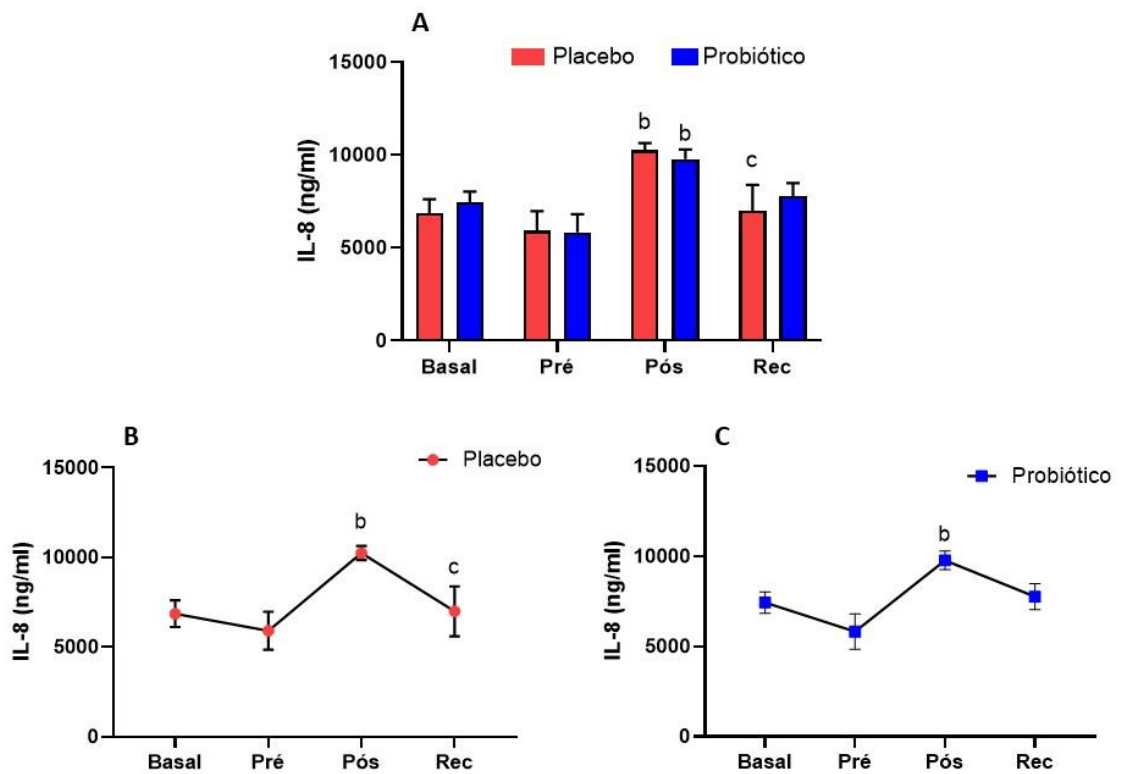 A
Placebo
Probiótico
15000
10000
5000
0
IL-8 (ng/ml)
b
b
c
Basal
Pré
Pós
Rec
B
Placebo
15000
10000
5000
0
IL-8 (ng/ml)
b
c
Basal
Pré
Pós
Rec
C
Probiótico
15000
10000
5000
0
IL-8 (ng/ml)
b
Basal
Pré
Pós
Rec